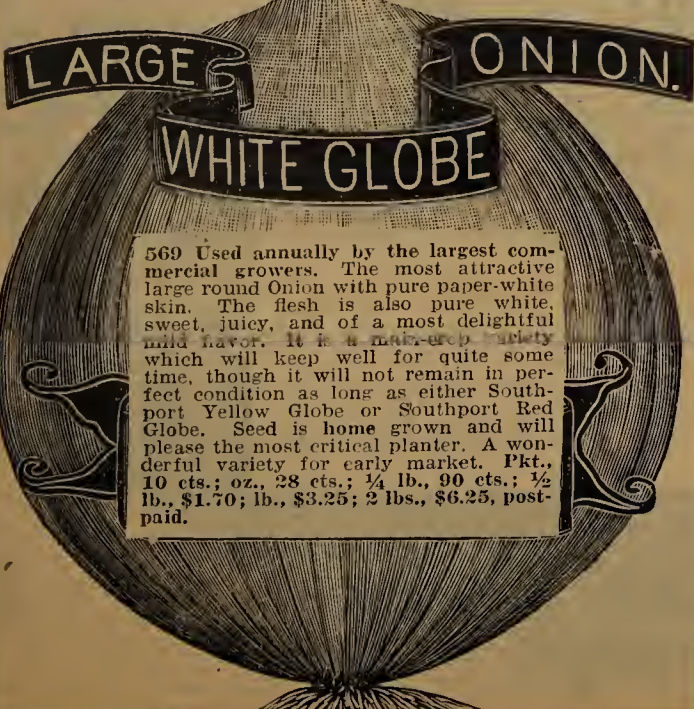 LARGE
WHITE GLOBE
ONION.
569 Used annually by the largest com-
mercial growers. The most attractive
large round Onion with pure paper-white
skin. The flesh is also pure white,
sweet, juicy, and of a most delightful
mild flavor. It is a main-crop variety
which will keep well for quite some
time, though it will not remain in per-
fect condition as long as either South-
port Yellow Globe or Southport Red
Globe. Seed is home grown and will
please the most critical planter. A won-
derful variety for early market. Pkt.,
10 cts.; oz., 28 cts.; ¼ lb., 90 cts.; ½
lb., $1.70; lb., $3.25; 2 lbs., $6.25, post-
paid.